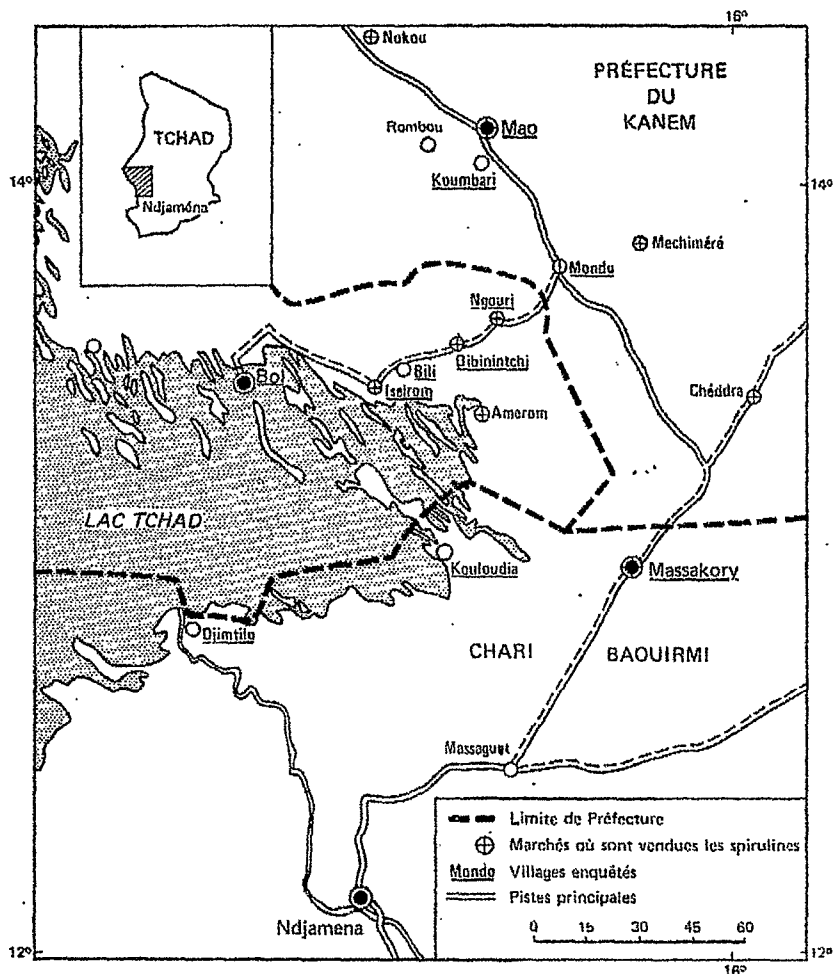 16°
Nokou
PRÉFECTURE
DU
KANEM
TCHAD
Ndjaména
Rombou
Mao
Koumbari
14°
14°
Mechiméré
Mondo
Ngouri
Dibinintchi
Bili
Bol
Iseirom
Amerom
Chéddra
LAC TCHAD
Kouloudia
Massakory
Djimtilo
CHARI BAOUIRMI
Massaguet
Limite de Préfecture
Marchés où sont vendues les spirulines
Mondo Villages enquêtés
Pistes principales
0 15 30 45 60
Ndjamena
12°
12°
16°